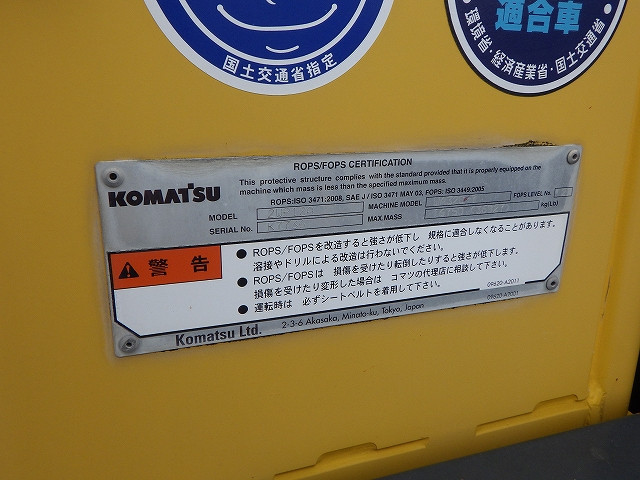 国土交通省指定
適合車
環境省・経済産業省・国土交通省
ROPS/FOPS CERTIFICATION
This protective structure complies with the standard provided that it is properly equipped on the
machine which mass is less than the specified maximum mass.
KOMATSU
ROPS:ISO 3471:2008, SAE J / ISO 3471 MAY 03, FOPS: ISO 3449:2005
FOPS LEVEL No.
MODEL
MACHINE MODEL
SERIAL No.
MAX.MASS
kg(Lb)
警告
● ROPS/FOPSを改造すると強さが低下し 規格に適合しなくなることがあります。
溶接やドリルによる改造は行わないでください。
● ROPS/FOPSは 損傷を受けたり転倒したりすると強さが低下します。
損傷を受けたり変形した場合は コマツの代理店に相談して下さい。
● 運転時は 必ずシートベルトを着用して下さい。
09620-A2011
09620-A2001
Komatsu Ltd.
2-3-6 Akasaka, Minato-ku, Tokyo, Japan